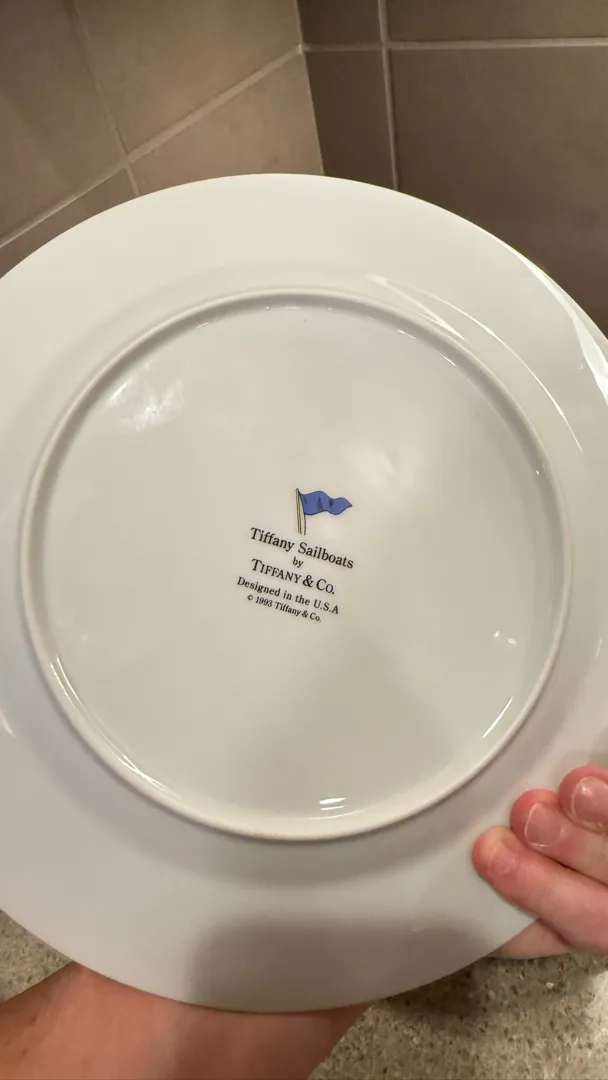 Tiffany Sailboats
by
TIFFANY & CO.
Designed in the U.S.A
© 1993 Tiffany & Co.